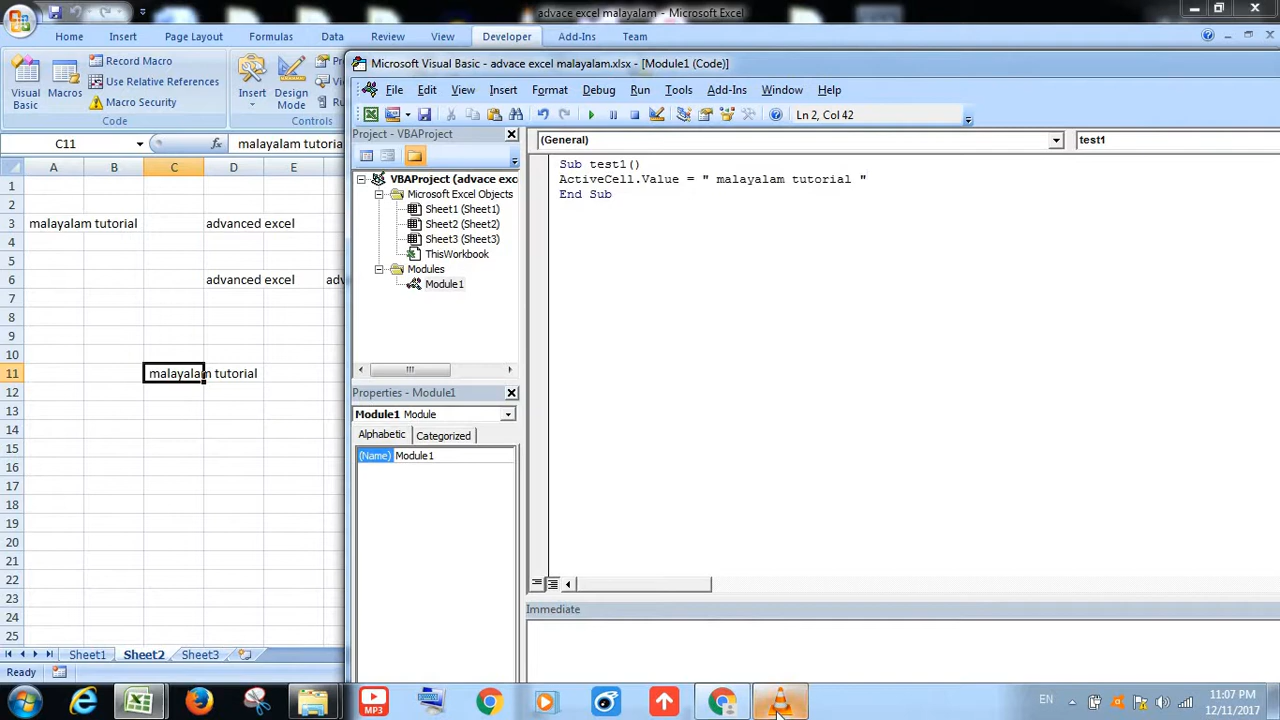 advace excel malayalam - Microsoft Excel
Home Insert Page Layout Formulas Data Review View Developer Add-Ins Team
Microsoft Visual Basic - advace excel malayalam.xlsx - [Module1 (Code)]
Visual Basic
Macros
Record Macro
Use Relative References
Macro Security
Code
Insert
Design Mode
Controls
File Edit View Insert Format Debug Run Tools Add-Ins Window Help
Ln 2, Col 42
C11
malayalam tutoria
Project - VBAProject
(General)
test1
A B C D E
1
2
3 malayalam tutorial advanced excel
4
5
6 advanced excel
7
8
9
10
11 malayalam tutorial
12
13
14
15
16
17
18
19
20
21
22
23
24
25
VBAProject (advace exc
Microsoft Excel Objects
Sheet1 (Sheet1)
Sheet2 (Sheet2)
Sheet3 (Sheet3)
ThisWorkbook
Modules
Module1
Sub test1()
ActiveCell.Value = " malayalam tutorial "
End Sub
Properties - Module1
Module1 Module
Alphabetic Categorized
(Name) Module1
Immediate
Sheet1 Sheet2 Sheet3
Ready
MP3
EN
11:07 PM
12/11/2017